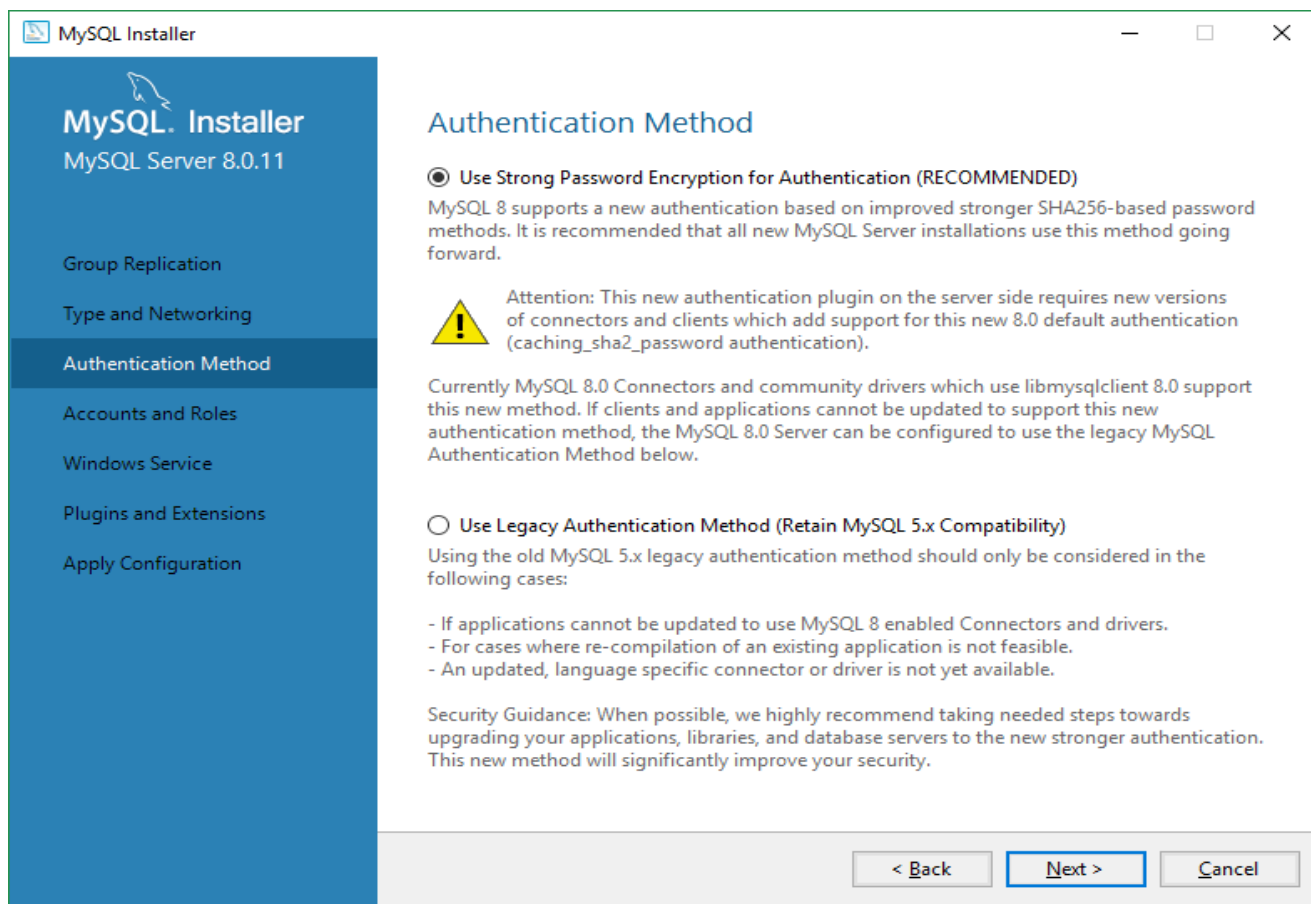 MySQL Installer
MySQL. Installer
MySQL Server 8.0.11
Group Replication
Type and Networking
Authentication Method
Accounts and Roles
Windows Service
Plugins and Extensions
Apply Configuration
Authentication Method
Use Strong Password Encryption for Authentication (RECOMMENDED)
MySQL 8 supports a new authentication based on improved stronger SHA256-based password
methods. It is recommended that all new MySQL Server installations use this method going
forward.
Attention: This new authentication plugin on the server side requires new versions
of connectors and clients which add support for this new 8.0 default authentication
(caching_sha2_password authentication).
Currently MySQL 8.0 Connectors and community drivers which use libmysqlclient 8.0 support
this new method. If clients and applications cannot be updated to support this new
authentication method, the MySQL 8.0 Server can be configured to use the legacy MySQL
Authentication Method below.
Use Legacy Authentication Method (Retain MySQL 5.x Compatibility)
Using the old MySQL 5.x legacy authentication method should only be considered in the
following cases:
- If applications cannot be updated to use MySQL 8 enabled Connectors and drivers.
- For cases where re-compilation of an existing application is not feasible.
- An updated, language specific connector or driver is not yet available.
Security Guidance: When possible, we highly recommend taking needed steps towards
upgrading your applications, libraries, and database servers to the new stronger authentication.
This new method will significantly improve your security.
< Back
Next >
Cancel